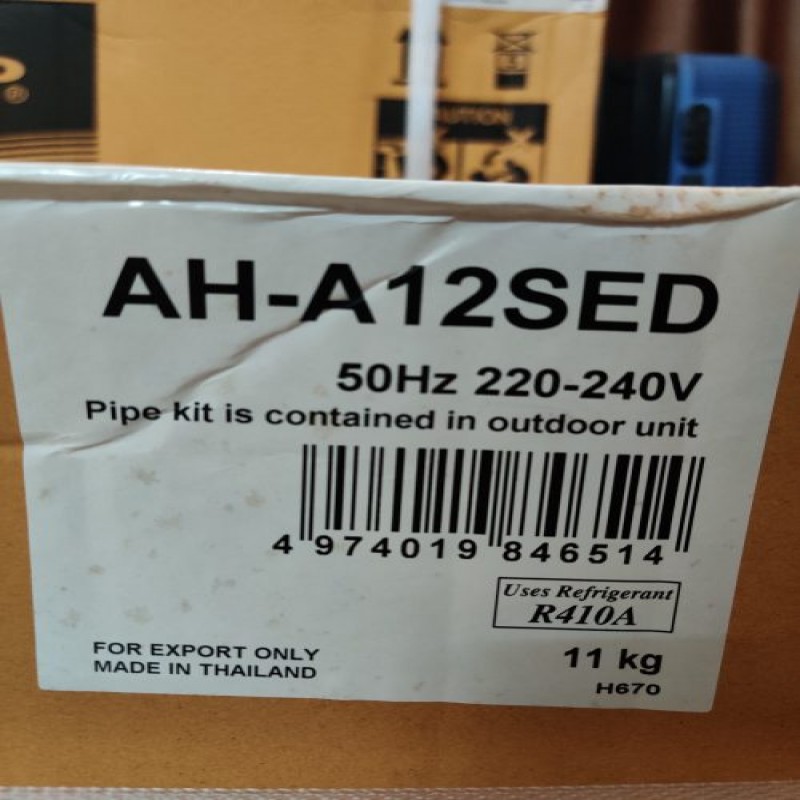 P®
CAUTION
AH-A12SED
50Hz 220-240V
Pipe kit is contained in outdoor unit
4 974019 846514
Uses Refrigerant
R410A
FOR EXPORT ONLY
MADE IN THAILAND
11 kg
H670